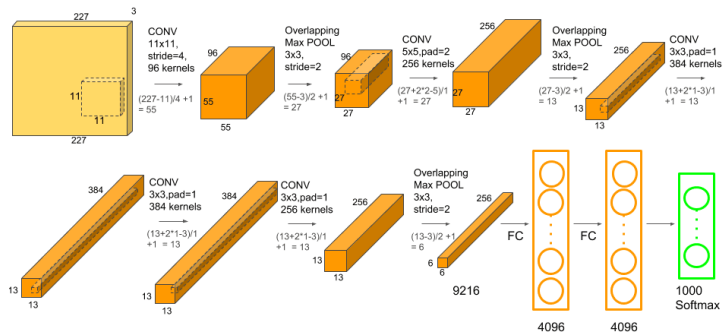 227
3
11
11
227
CONV
11x11,
stride=4,
96 kernels
(227-11)/4 +1
= 55
96
55
55
Overlapping
Max POOL
3x3,
stride=2
(55-3)/2 +1
= 27
96
27
27
CONV
5x5,pad=2
256 kernels
(27+2*2-5)/1
+1 = 27
256
27
27
Overlapping
Max POOL
3x3,
stride=2
(27-3)/2 +1
= 13
256
13
13
CONV
3x3,pad=1
384 kernels
(13+2*1-3)/1
+1 = 13
384
13
13
CONV
3x3,pad=1
384 kernels
(13+2*1-3)/1
+1 = 13
384
13
13
CONV
3x3,pad=1
256 kernels
(13+2*1-3)/1
+1 = 13
256
13
13
Overlapping
Max POOL
3x3,
stride=2
(13-3)/2 +1
= 6
256
6
6
9216
FC
4096
FC
4096
1000
Softmax